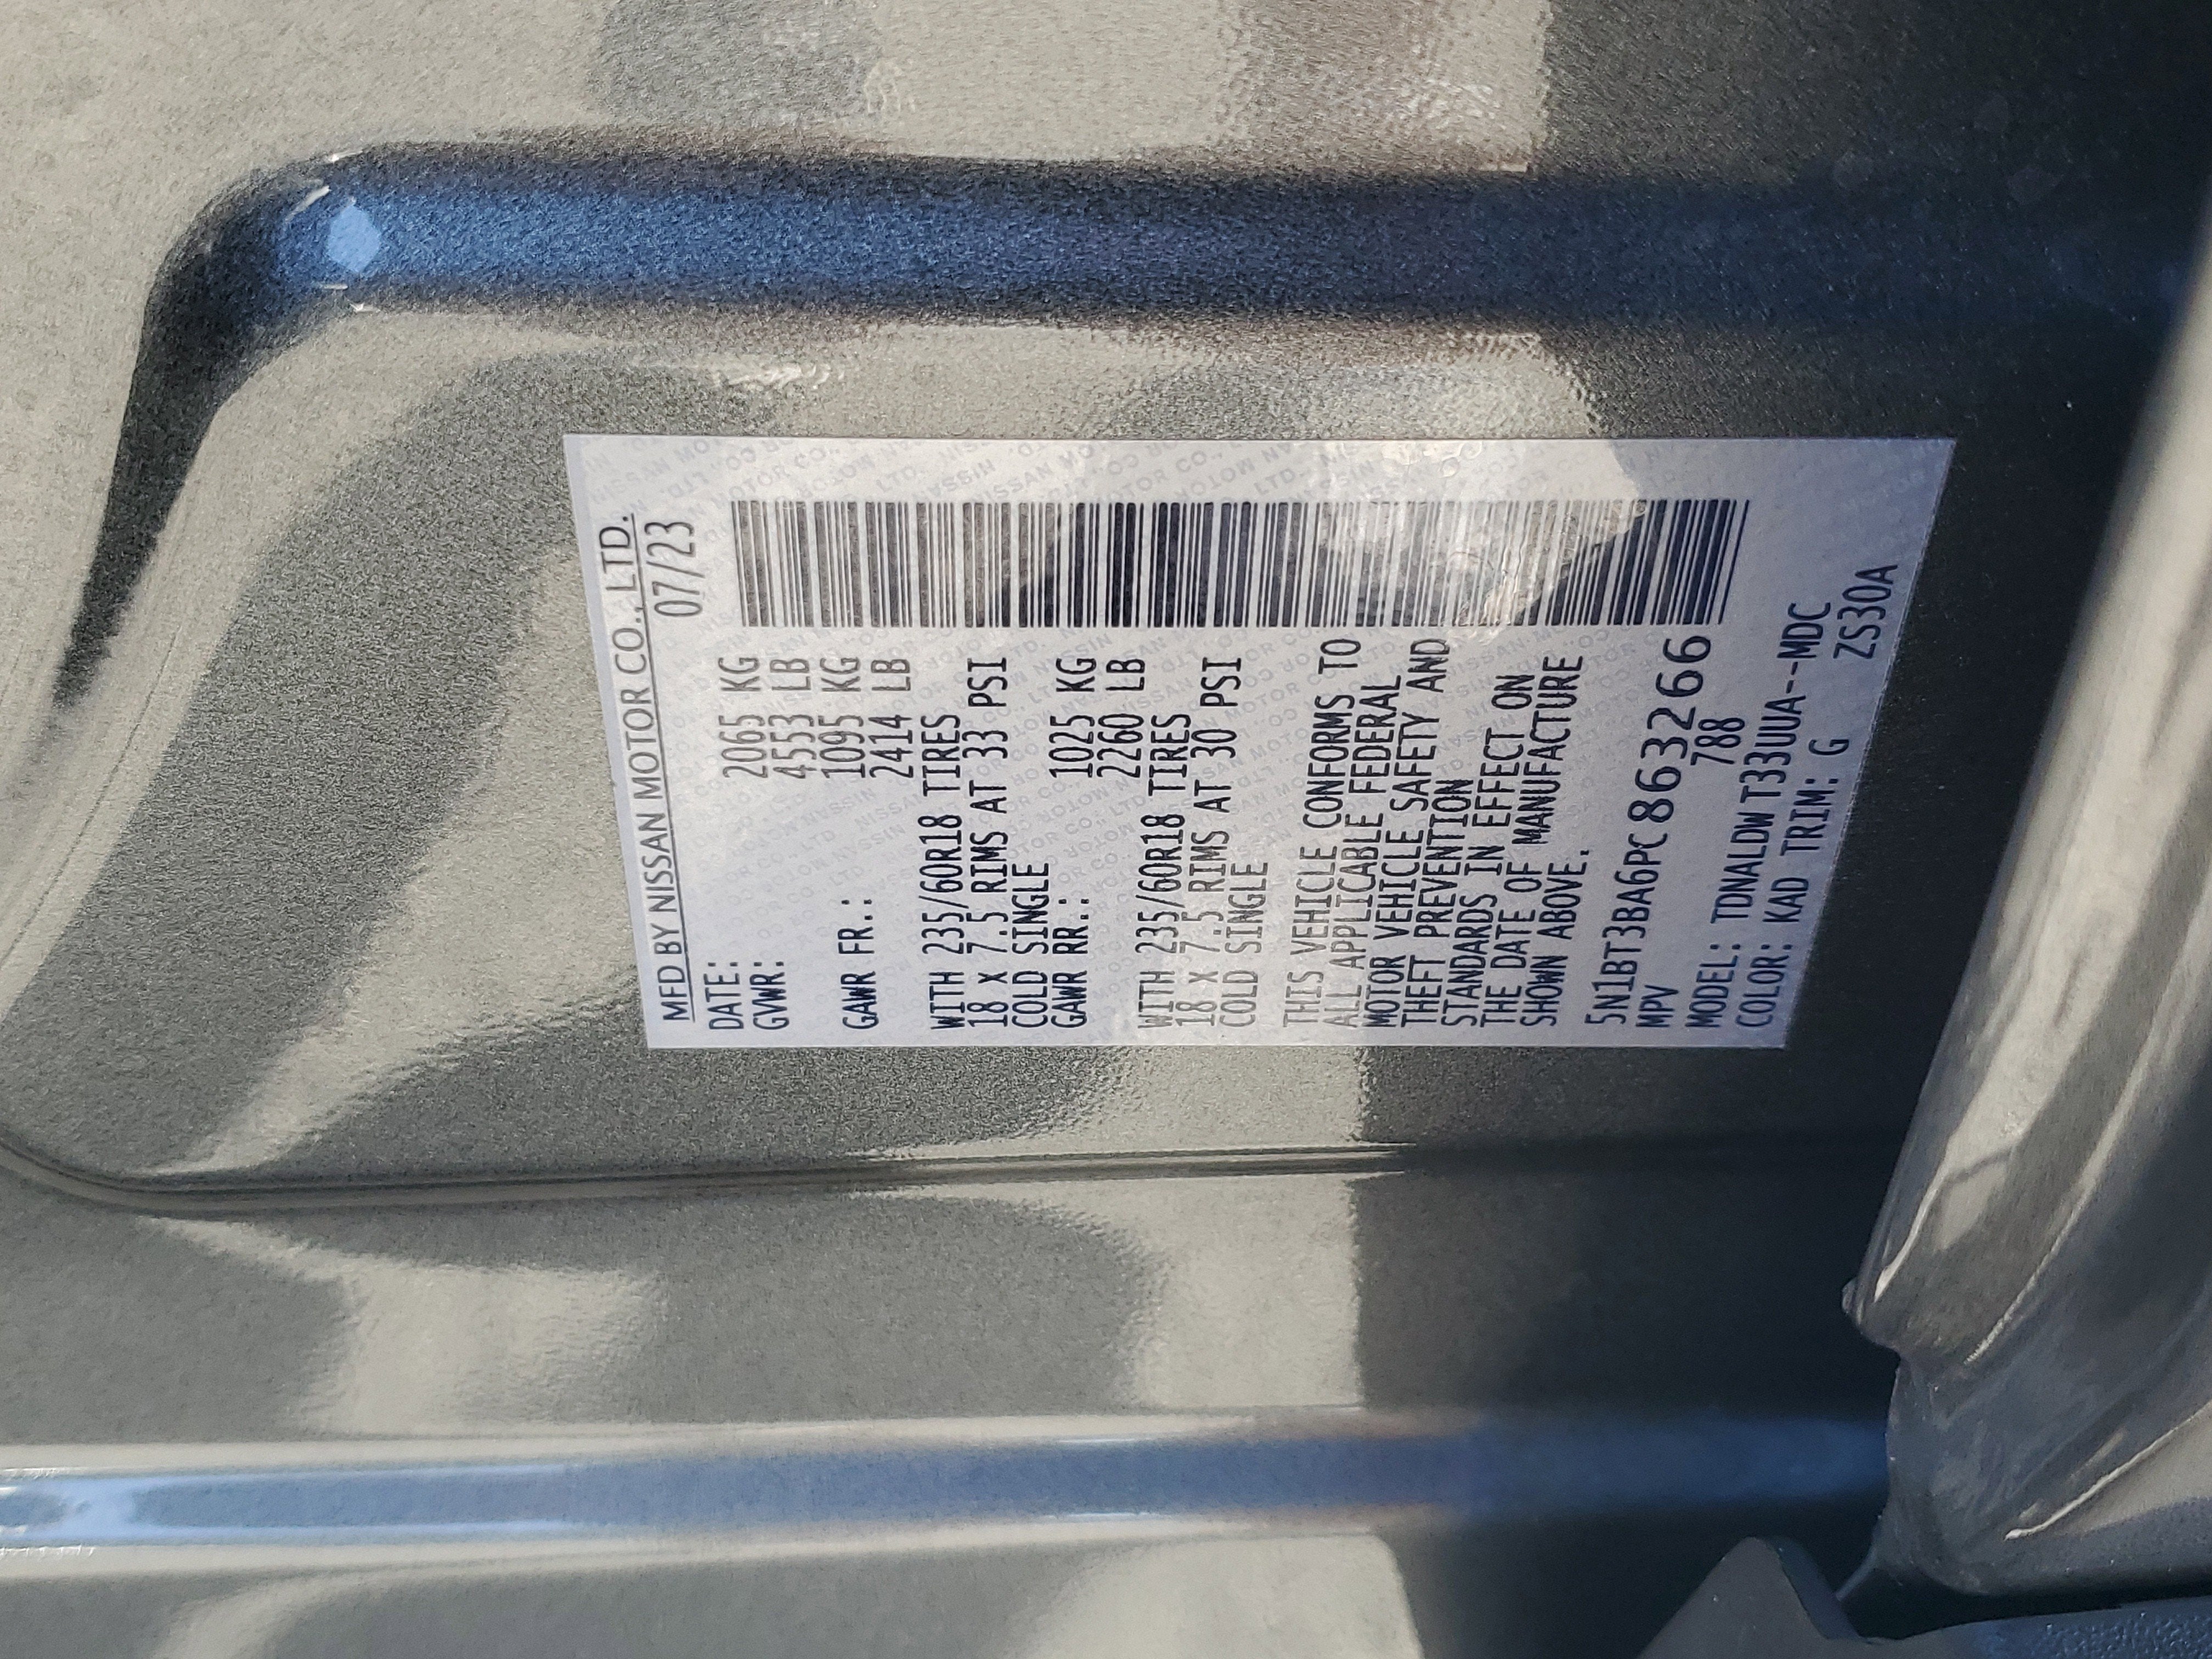 MFD BY NISSAN MOTOR CO., LTD.
DATE: 07/23
GVWR: 2065 KG
4553 LB
GAWR FR.: 1095 KG
2414 LB
WITH 235/60R18 TIRES
18 X 7.5 RIMS AT 33 PSI
COLD SINGLE
GAWR RR.: 1025 KG
2260 LB
WITH 235/60R18 TIRES
18 X 7.5 RIMS AT 30 PSI
COLD SINGLE
THIS VEHICLE CONFORMS TO
ALL APPLICABLE FEDERAL
MOTOR VEHICLE SAFETY AND
THEFT PREVENTION
STANDARDS IN EFFECT ON
THE DATE OF MANUFACTURE
SHOWN ABOVE.
5N1BT3BA6PC863266
MPV 788
MODEL: TDNALDW T33UUA--MDC
COLOR: KAD TRIM: G ZS30A